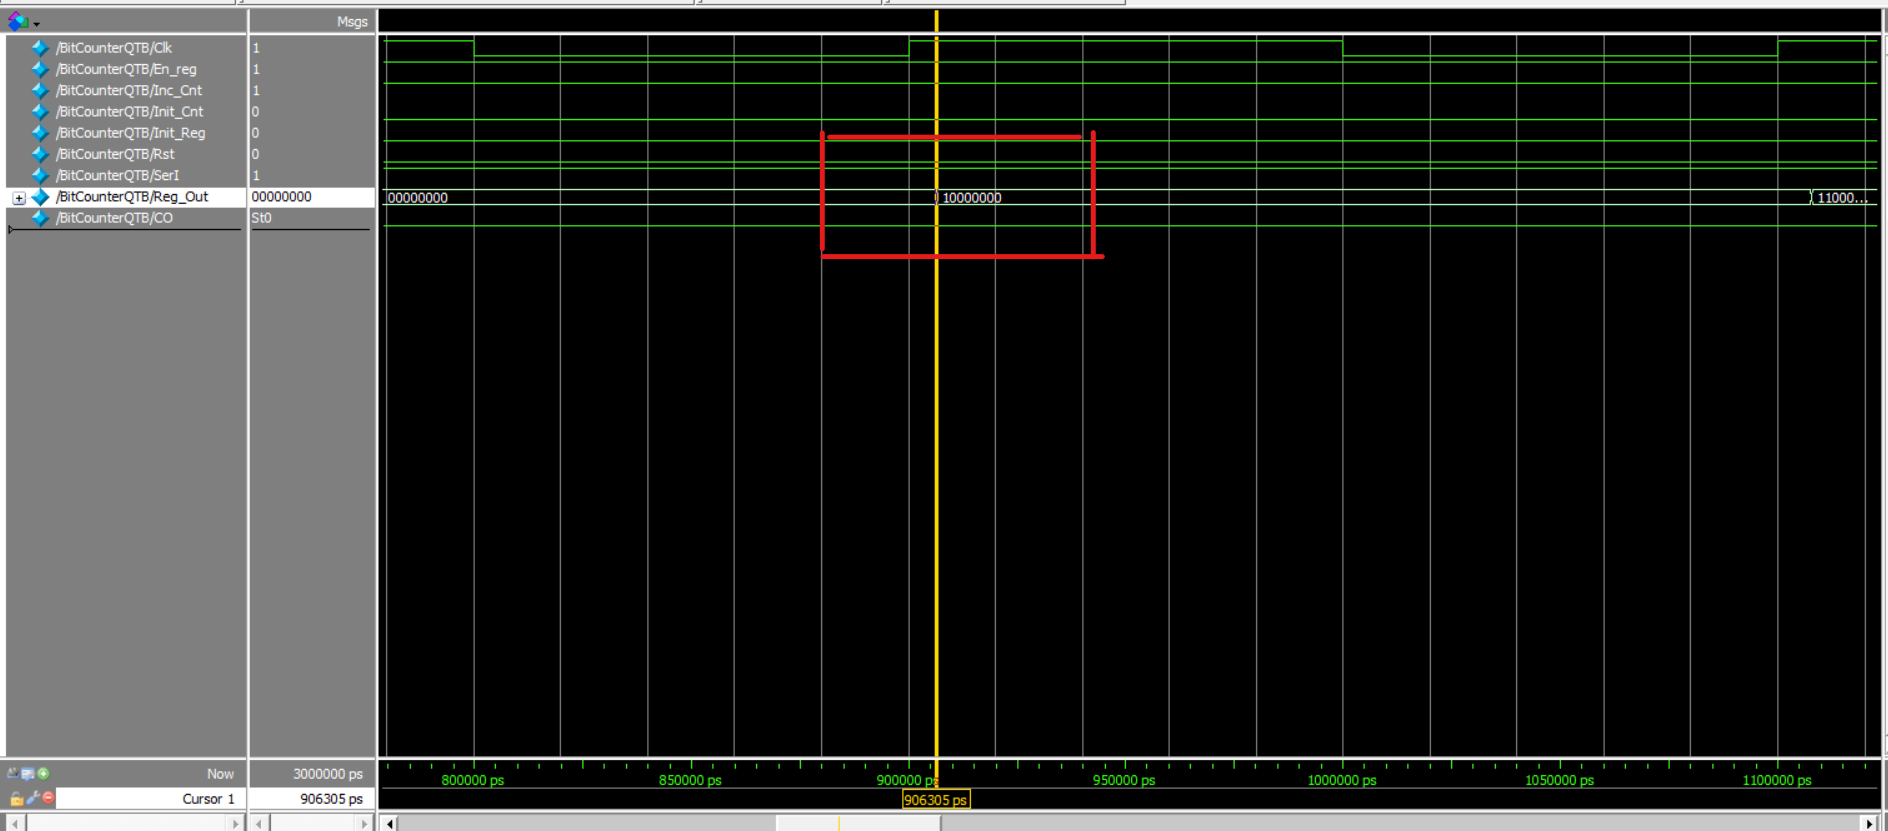 Msgs
/BitCounterQTB/Clk 1
/BitCounterQTB/En_reg 1
/BitCounterQTB/Inc_Cnt 1
/BitCounterQTB/Init_Cnt 0
/BitCounterQTB/Init_Reg 0
/BitCounterQTB/Rst 0
/BitCounterQTB/SerI 1
/BitCounterQTB/Reg_Out 00000000 00000000 10000000 11000...
/BitCounterQTB/CO St0
Now 3000000 ps 800000 ps 850000 ps 900000 ps 950000 ps 1000000 ps 1050000 ps 1100000 ps
Cursor 1 906305 ps 906305 ps